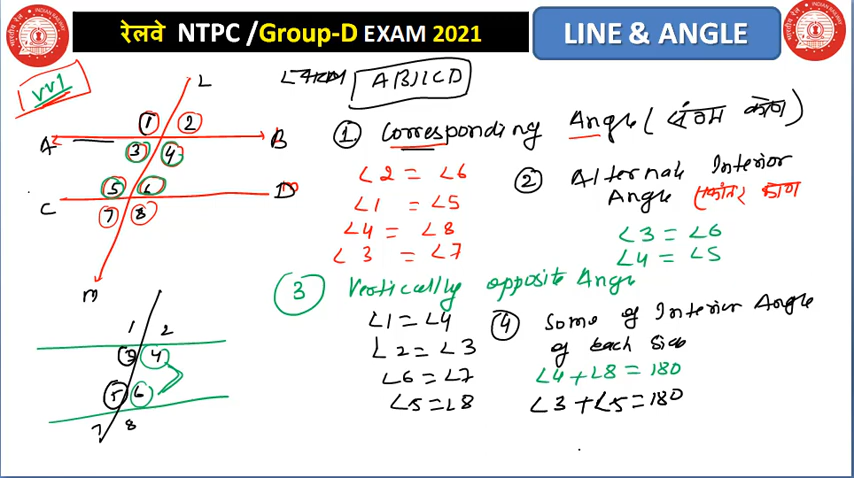 रेलवे NTPC /Group-D EXAM 2021
LINE & ANGLE
VVI
AB||CD
L
1 2
A B
3 4
5 6
C D
7 8
M
① Corresponding Angle (संगत कोण)
∠2 = ∠6
∠1 = ∠5
∠4 = ∠8
∠3 = ∠7
② Alternate Interior
Angle (एकांतर कोण)
∠3 = ∠6
∠4 = ∠5
③ Vertically opposite Angle
∠1 = ∠4
∠2 = ∠3
∠6 = ∠7
∠5 = ∠8
④ Some of Interior Angle
of each Side
∠4 + ∠8 = 180
∠3 + ∠5 = 180
1 2
3 4
5 6
7 8